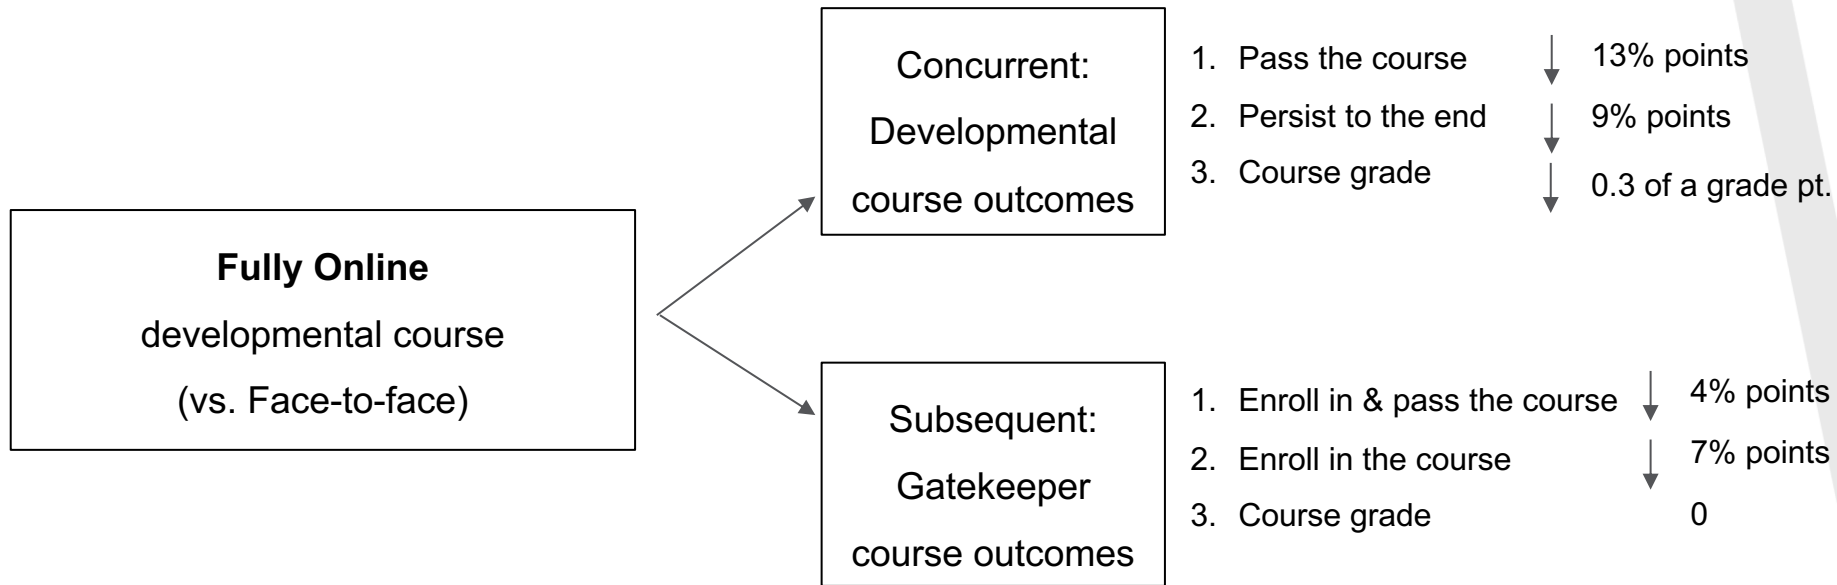 Fully Online
developmental course
(vs. Face-to-face)
Concurrent:
Developmental
course outcomes
1. Pass the course 13% points
2. Persist to the end 9% points
3. Course grade 0.3 of a grade pt.
Subsequent:
Gatekeeper
course outcomes
1. Enroll in & pass the course 4% points
2. Enroll in the course 7% points
3. Course grade 0